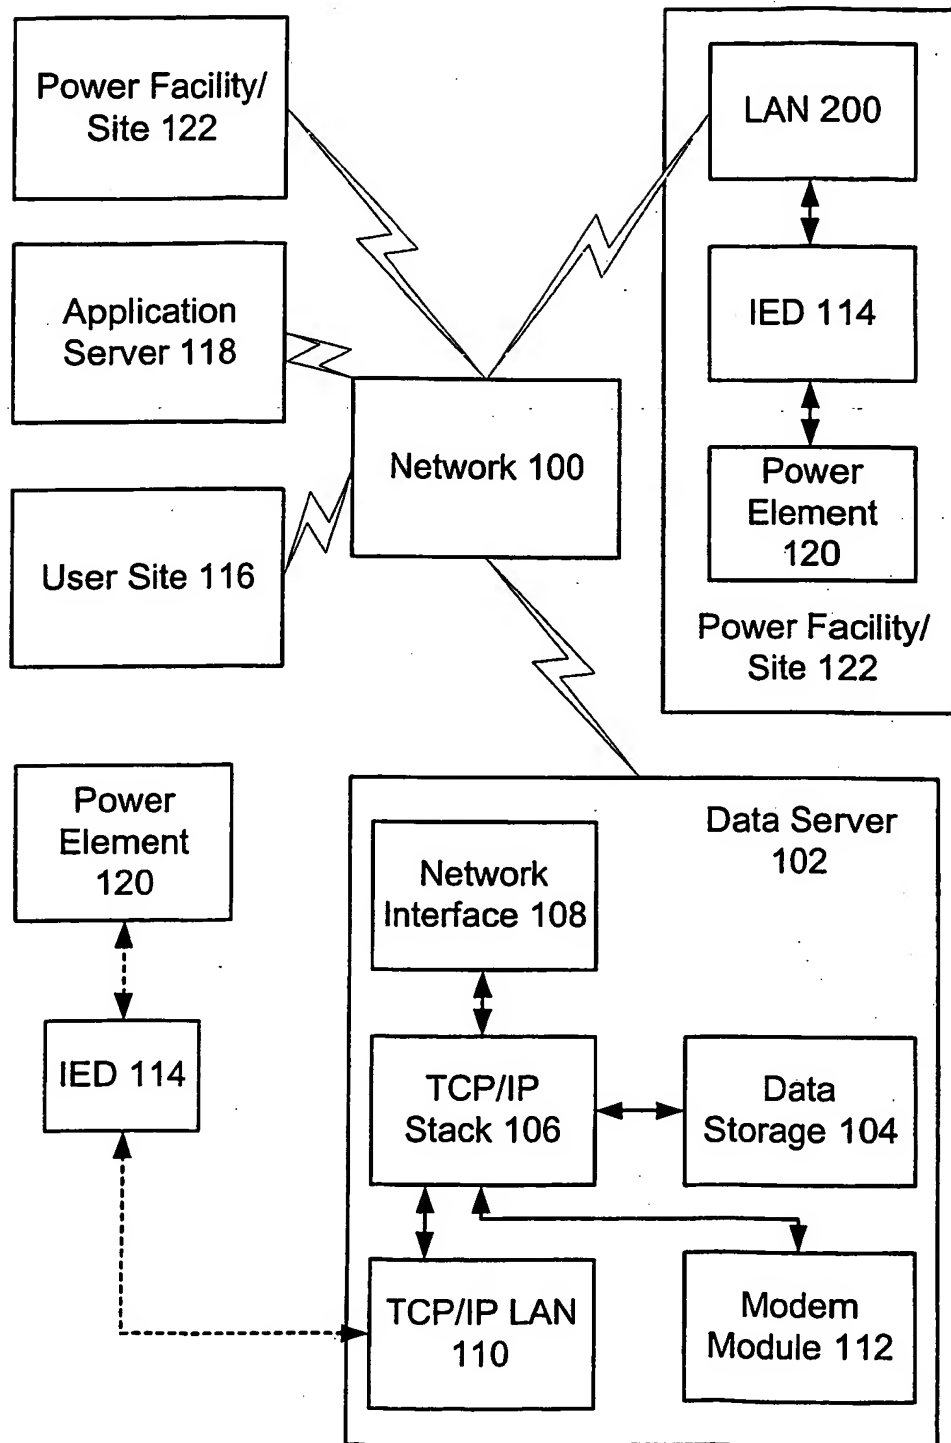 Power Facility/
Site 122
LAN 200
Application
Server 118
IED 114
Network 100
Power
Element
120
User Site 116
Power Facility/
Site 122
Power
Element
120
Data Server
102
Network
Interface 108
IED 114
TCP/IP
Stack 106
Data
Storage 104
TCP/IP LAN
110
Modem
Module 112